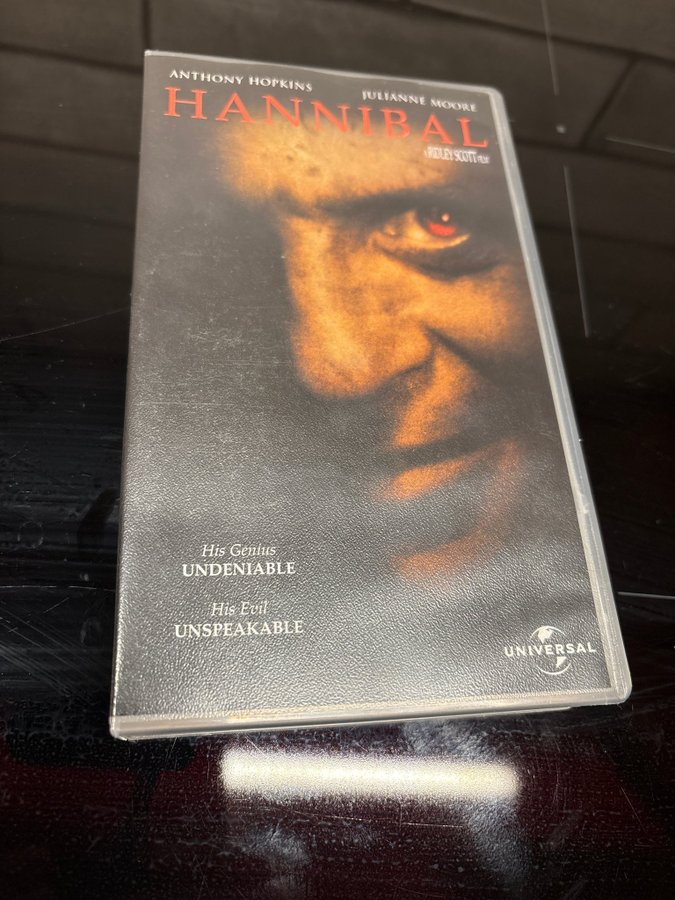 ANTHONY HOPKINS JULIANNE MOORE
HANNIBAL
A RIDLEY SCOTT FILM
His Genius
UNDENIABLE
His Evil
UNSPEAKABLE
UNIVERSAL